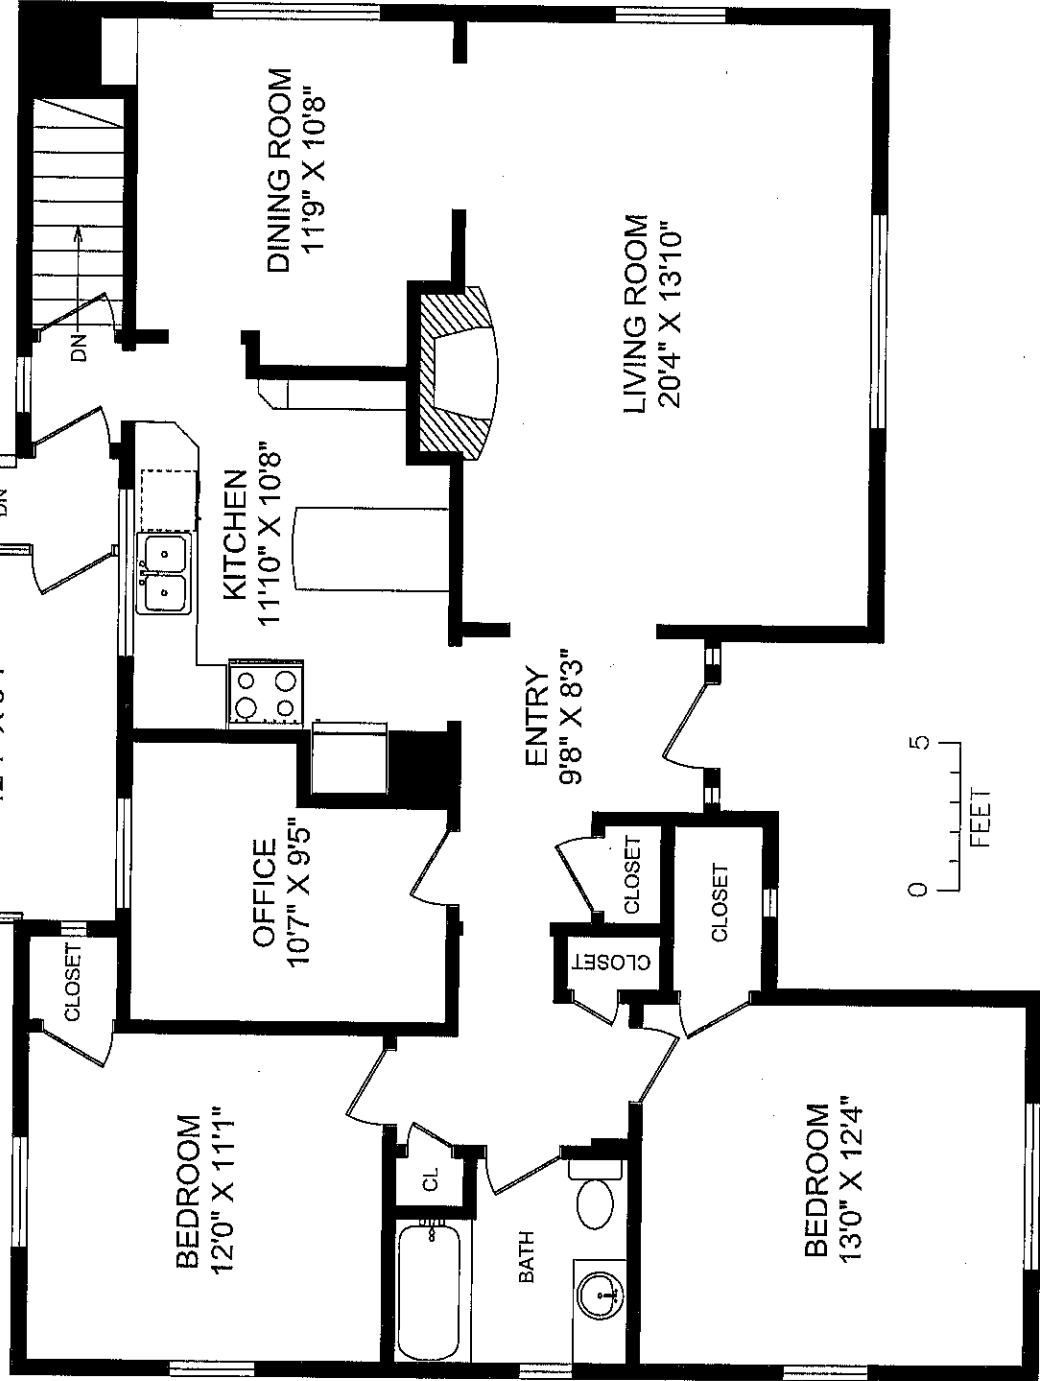 DINING ROOM
11'9" X 10'8"
LIVING ROOM
20'4" X 13'10"
DN
DN
KITCHEN
11'10" X 10'8"
ENTRY
9'8" X 8'3"
OFFICE
10'7" X 9'5"
CLOSET
CLOSET
CLOSET
CLOSET
BEDROOM
12'0" X 11'1"
CL
BATH
BEDROOM
13'0" X 12'4"
0 5
FEET